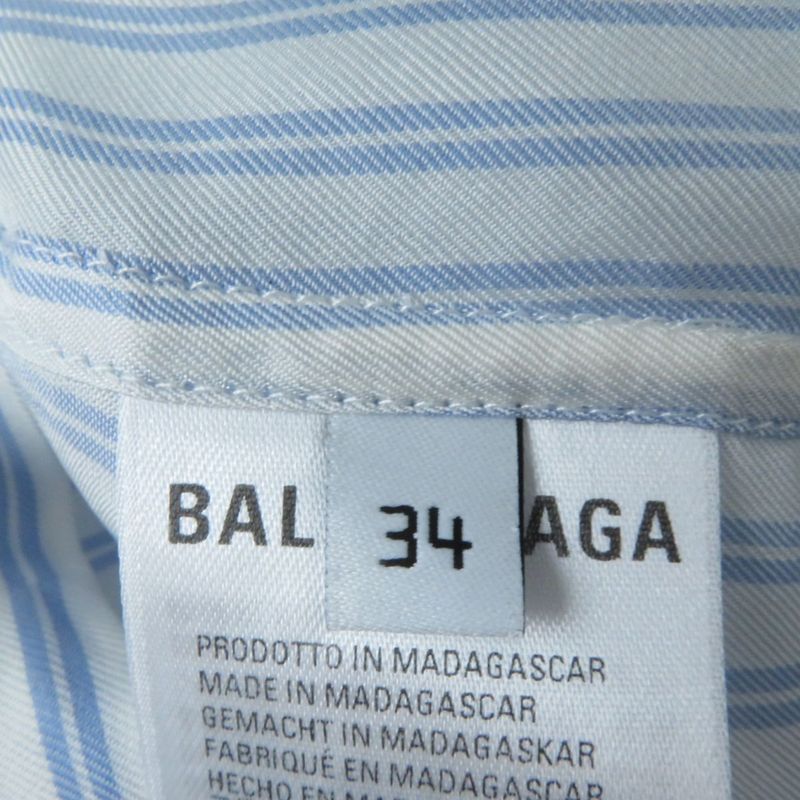 BAL 34 AGA
PRODOTTO IN MADAGASCAR
MADE IN MADAGASCAR
GEMACHT IN MADAGASKAR
FABRIQUÉ EN MADAGASCAR
HECHO EN MADAGASCAR